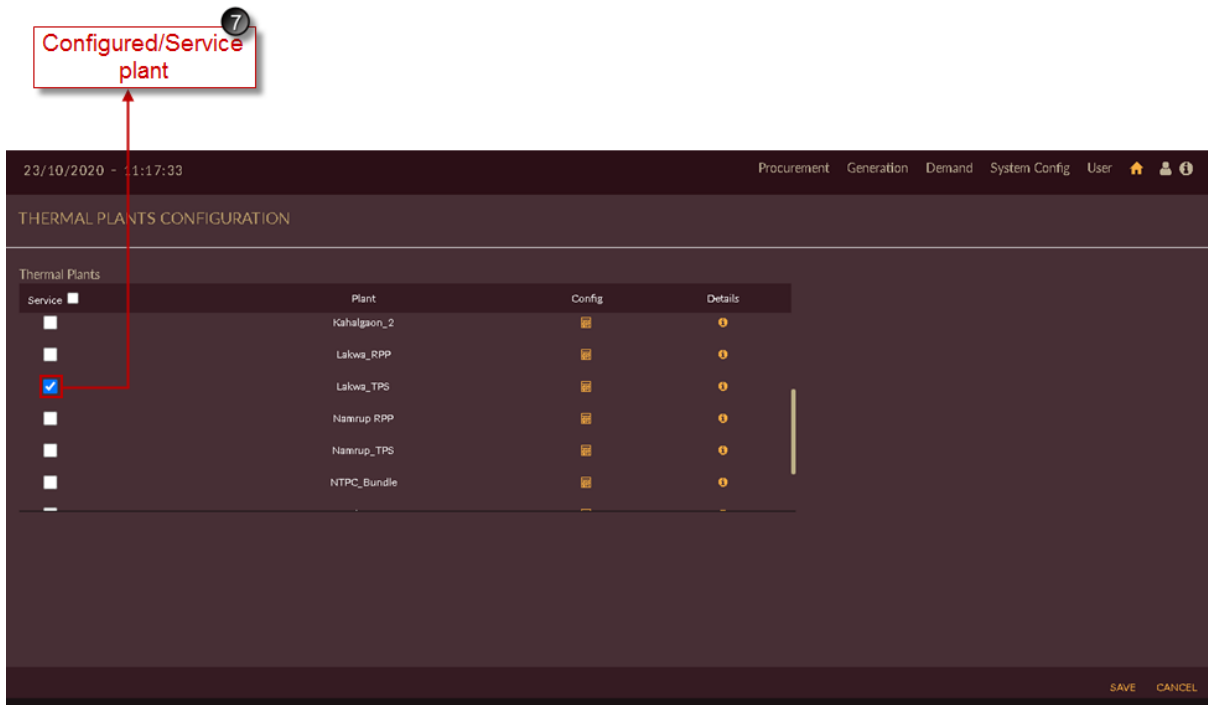 7
Configured/Service
plant
23/10/2020 - 11:17:33 Procurement Generation Demand System Config User
THERMAL PLANTS CONFIGURATION
Thermal Plants
Service Plant Config Details
Kahalgaon_2
Lakwa_RPP
Lakwa_TPS
Namrup RPP
Namrup_TPS
NTPC_Bundle
SAVE CANCEL